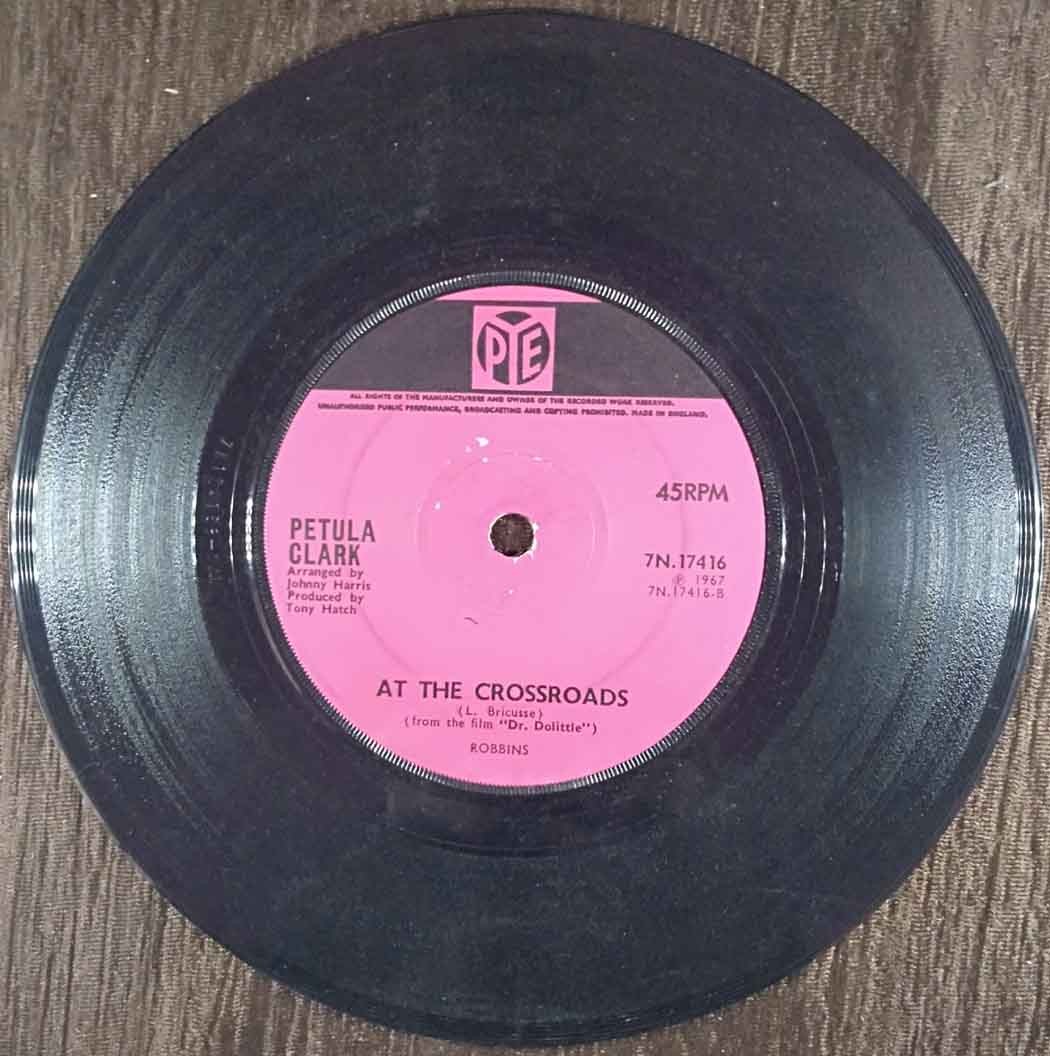 PYE
ALL RIGHTS OF THE MANUFACTURERS AND OWNER OF THE RECORDED WORK RESERVED.
UNAUTHORISED PUBLIC PERFORMANCE, BROADCASTING AND COPYING PROHIBITED. MADE IN ENGLAND.
45RPM
PETULA
CLARK
Arranged by
Johnny Harris
Produced by
Tony Hatch
7N.17416
℗ 1967
7N.17416-B
AT THE CROSSROADS
(L. Bricusse)
(from the film "Dr. Dolittle")
ROBBINS